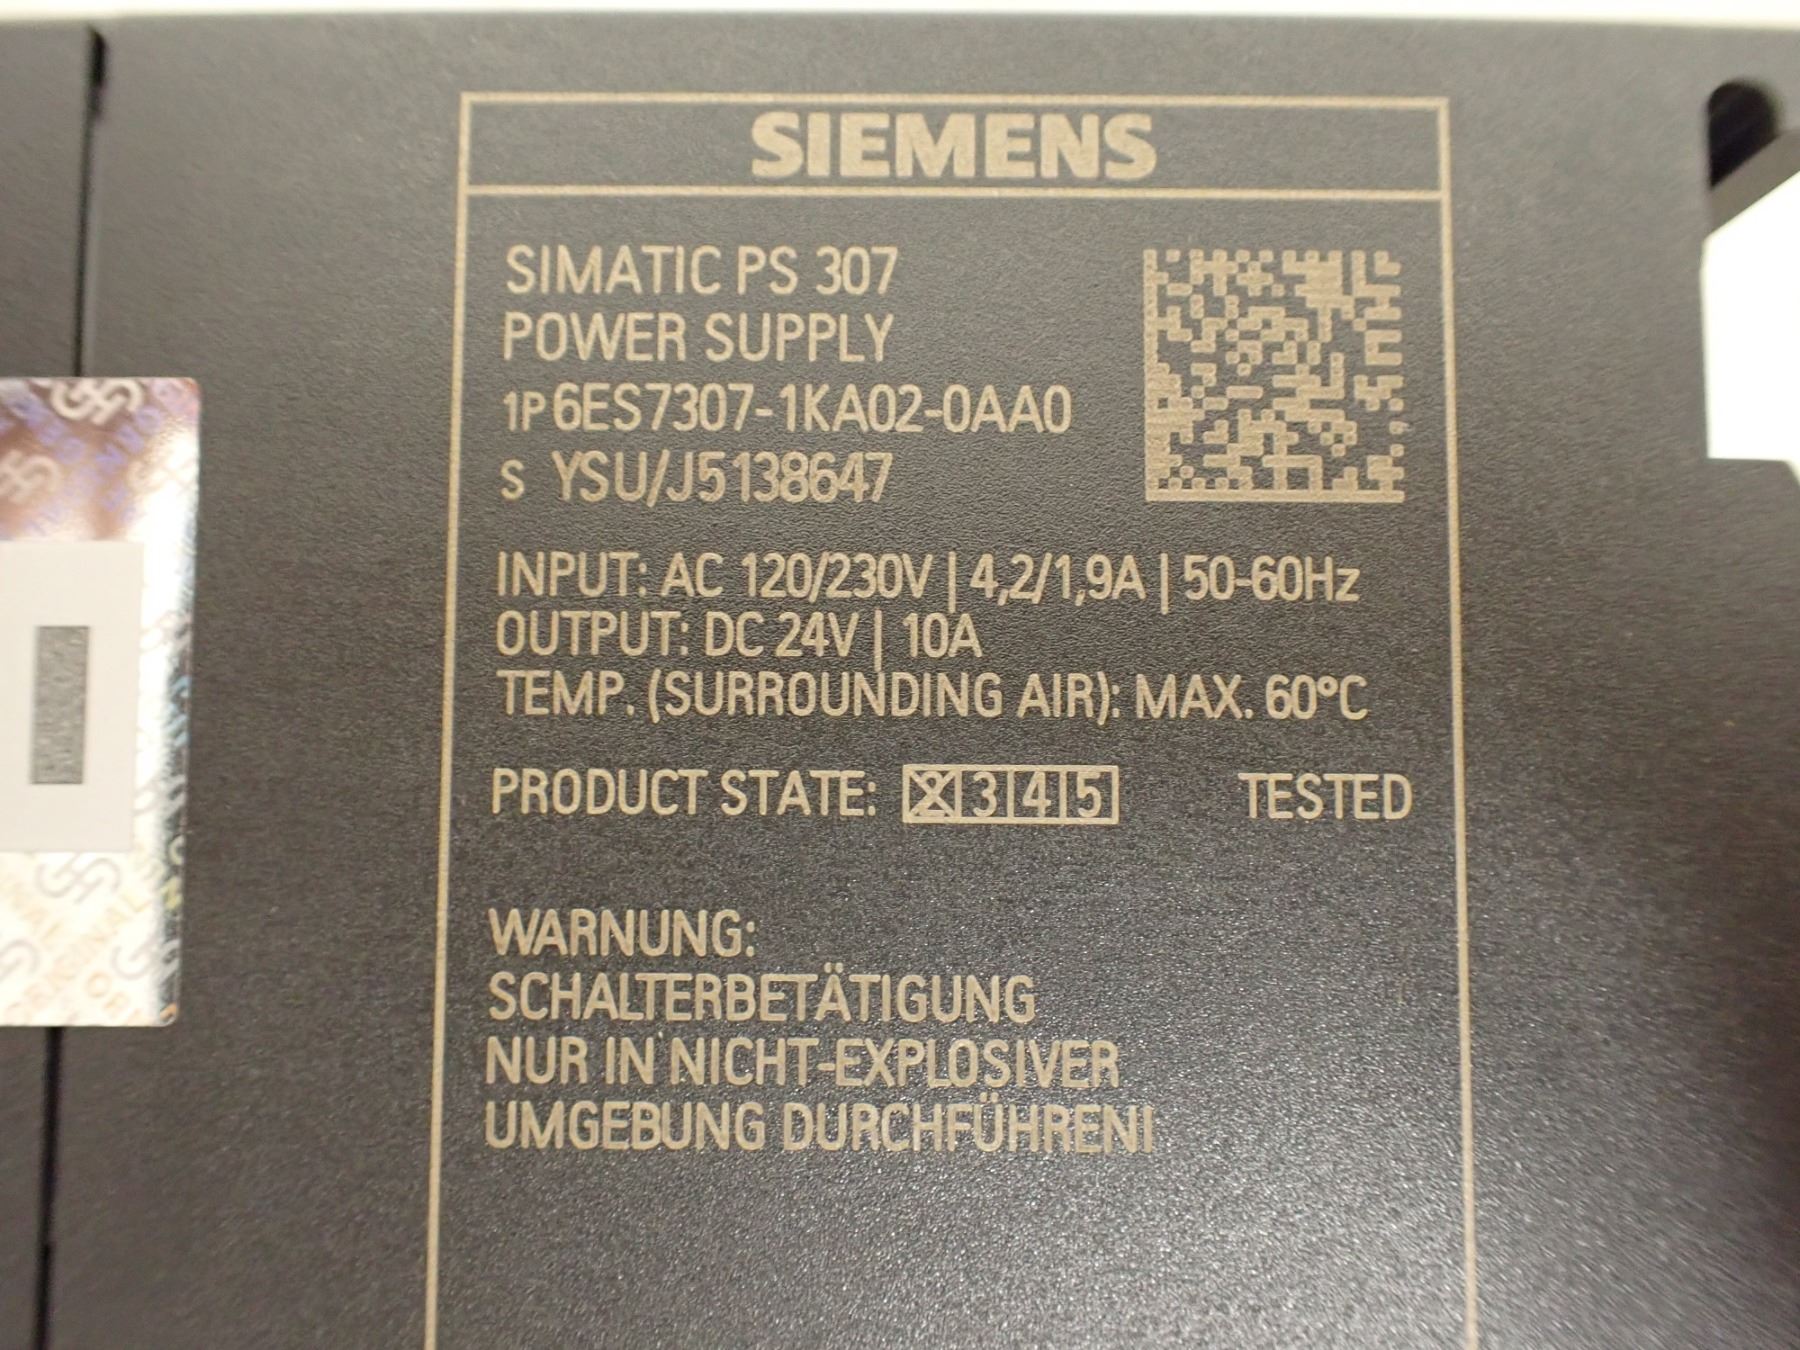 SIEMENS
SIMATIC PS 307
POWER SUPPLY
1P 6ES7307-1KA02-0AA0
S YSU/J5138647
INPUT: AC 120/230V | 4,2/1,9A | 50-60Hz
OUTPUT: DC 24V | 10A
TEMP. (SURROUNDING AIR): MAX. 60°C
PRODUCT STATE: 2|3|4|5 TESTED
WARNUNG:
SCHALTERBETÄTIGUNG
NUR IN NICHT-EXPLOSIVER
UMGEBUNG DURCHFÜHREN!